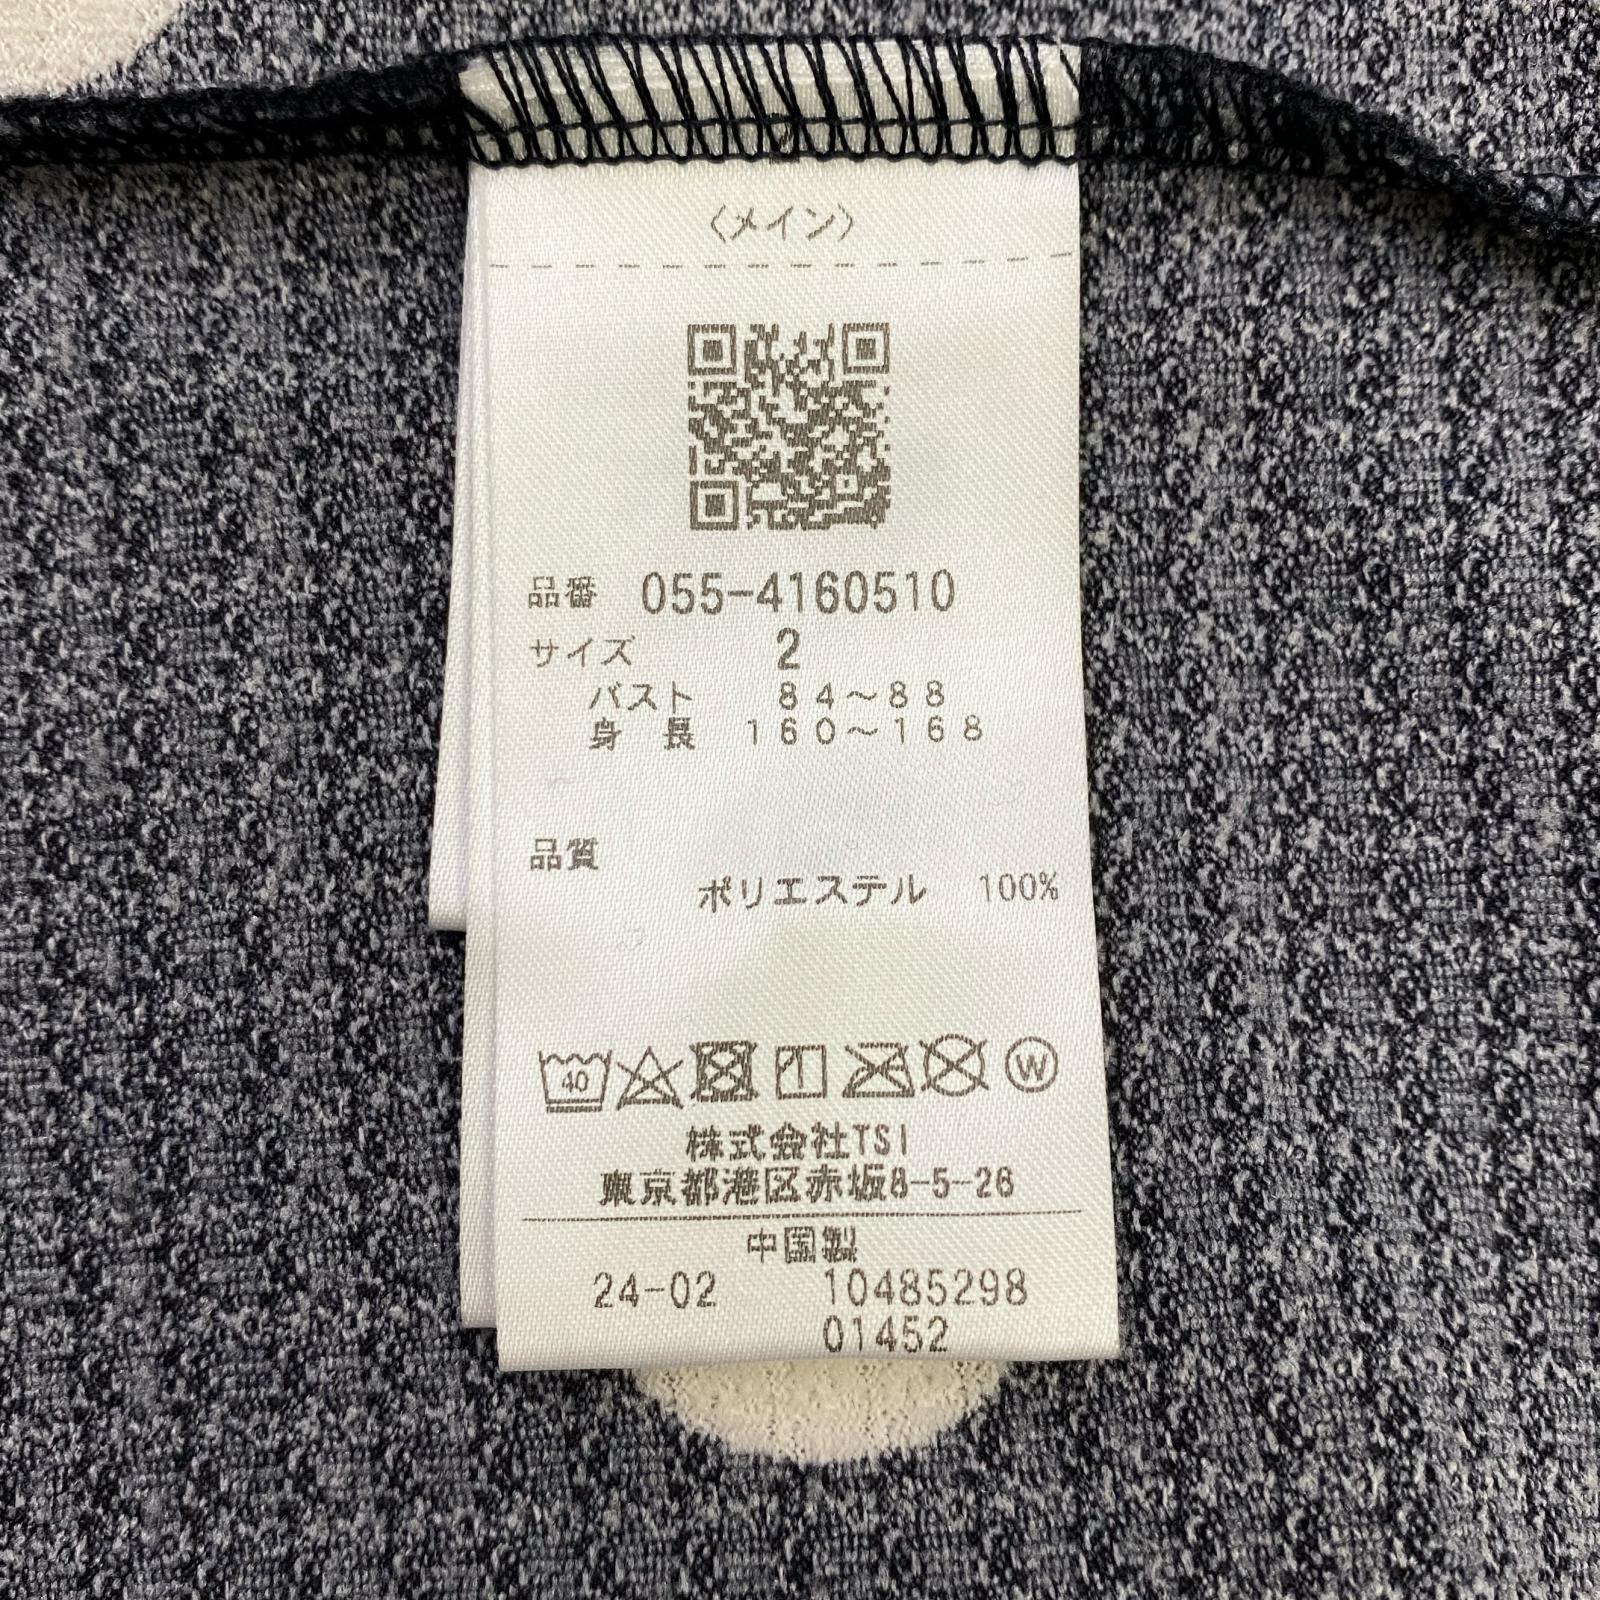 〈メイン〉
品番 055-4160510
サイズ 2
バスト 84～88
身長 160～168
品質
ポリエステル 100%
40
W
株式会社TSI
東京都港区赤坂8-5-26
中国製
24-02 10485298
01452